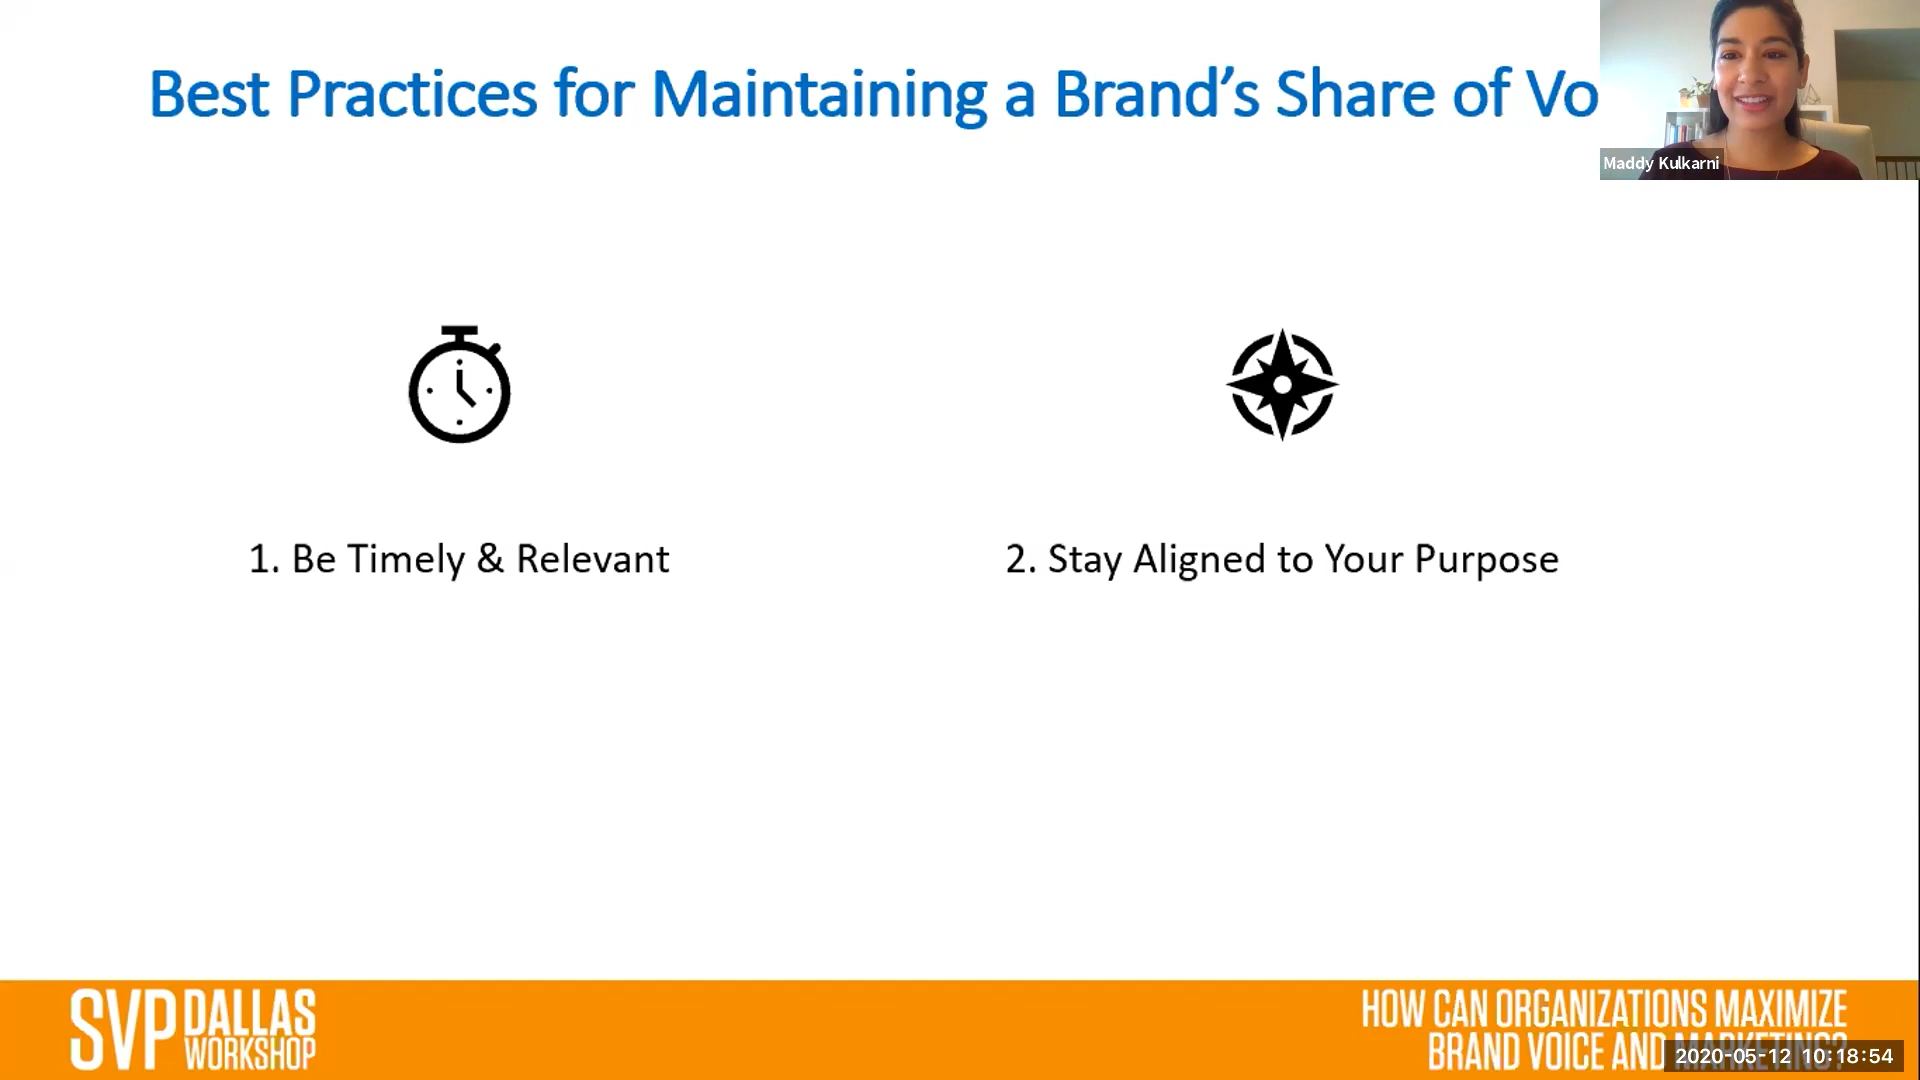 Best Practices for Maintaining a Brand's Share of Vo
Maddy Kulkarni
1. Be Timely & Relevant
2. Stay Aligned to Your Purpose
SVP DALLAS
WORKSHOP
HOW CAN ORGANIZATIONS MAXIMIZE
BRAND VOICE AND MARKETING?
2020-05-12 10:18:54